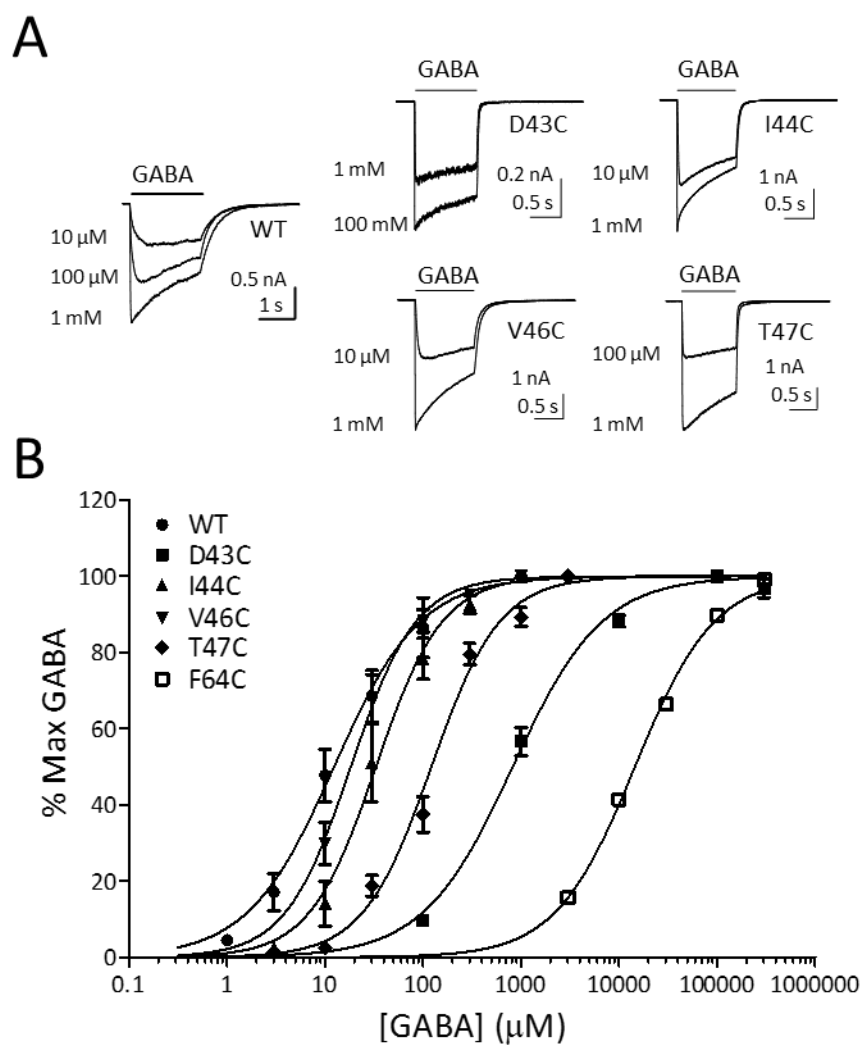 A
GABA
WT
10 μM
100 μM
1 mM
0.5 nA
1 s
GABA
D43C
1 mM
100 mM
0.2 nA
0.5 s
GABA
I44C
10 μM
1 mM
1 nA
0.5 s
GABA
V46C
10 μM
1 mM
1 nA
0.5 s
GABA
T47C
100 μM
1 mM
1 nA
0.5 s
B
% Max GABA
120
100
80
60
40
20
0
WT
D43C
I44C
V46C
T47C
F64C
0.1 1 10 100 1000 10000 100000 1000000
[GABA] (μM)